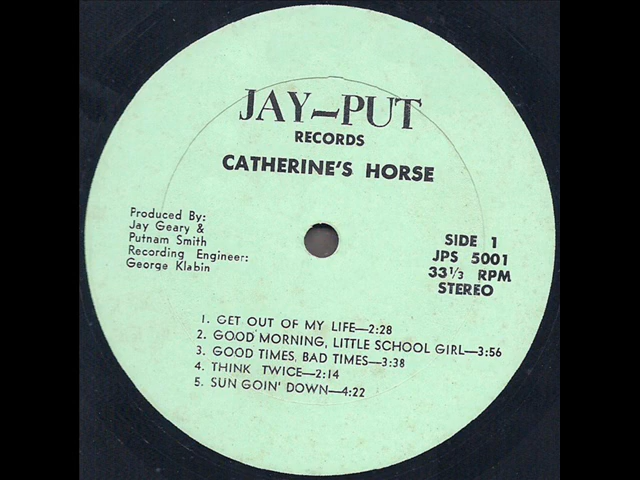 JAY–PUT
RECORDS
CATHERINE'S HORSE
Produced By:
Jay Geary &
Putnam Smith
Recording Engineer:
George Klabin
SIDE 1
JPS 5001
33⅓ RPM
STEREO
1. GET OUT OF MY LIFE—2:28
2. GOOD MORNING, LITTLE SCHOOL GIRL—3:56
3. GOOD TIMES, BAD TIMES—3:38
4. THINK TWICE—2:14
5. SUN GOIN' DOWN—4:22